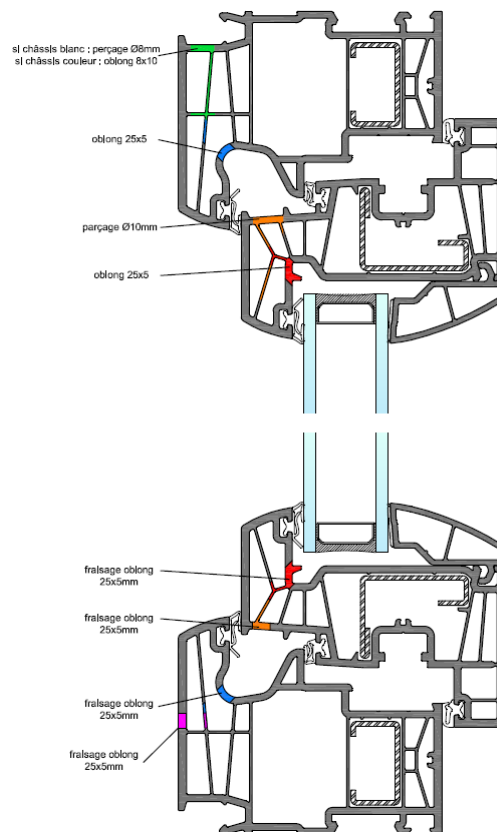 si châssis blanc : perçage Ø8mm
si châssis couleur : oblong 8x10
oblong 25x5
parçage Ø10mm
oblong 25x5
fraisage oblong
25x5mm
fraisage oblong
25x5mm
fraisage oblong
25x5mm
fraisage oblong
25x5mm